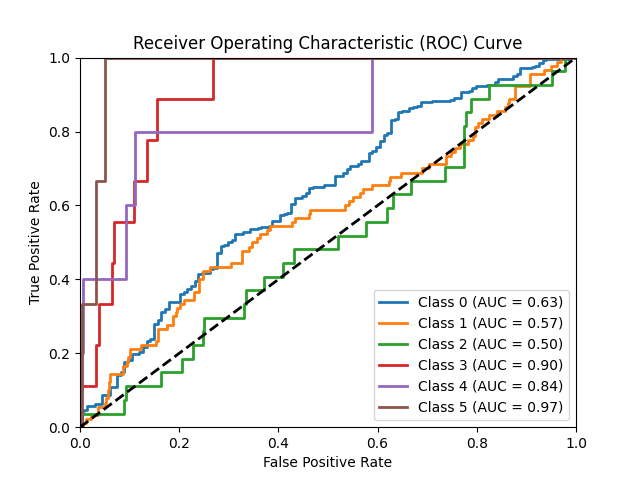 Receiver Operating Characteristic (ROC) Curve
1.0
0.8
0.6
0.4
0.2
0.0
True Positive Rate
Class 0 (AUC = 0.63)
Class 1 (AUC = 0.57)
Class 2 (AUC = 0.50)
Class 3 (AUC = 0.90)
Class 4 (AUC = 0.84)
Class 5 (AUC = 0.97)
0.0 0.2 0.4 0.6 0.8 1.0
False Positive Rate